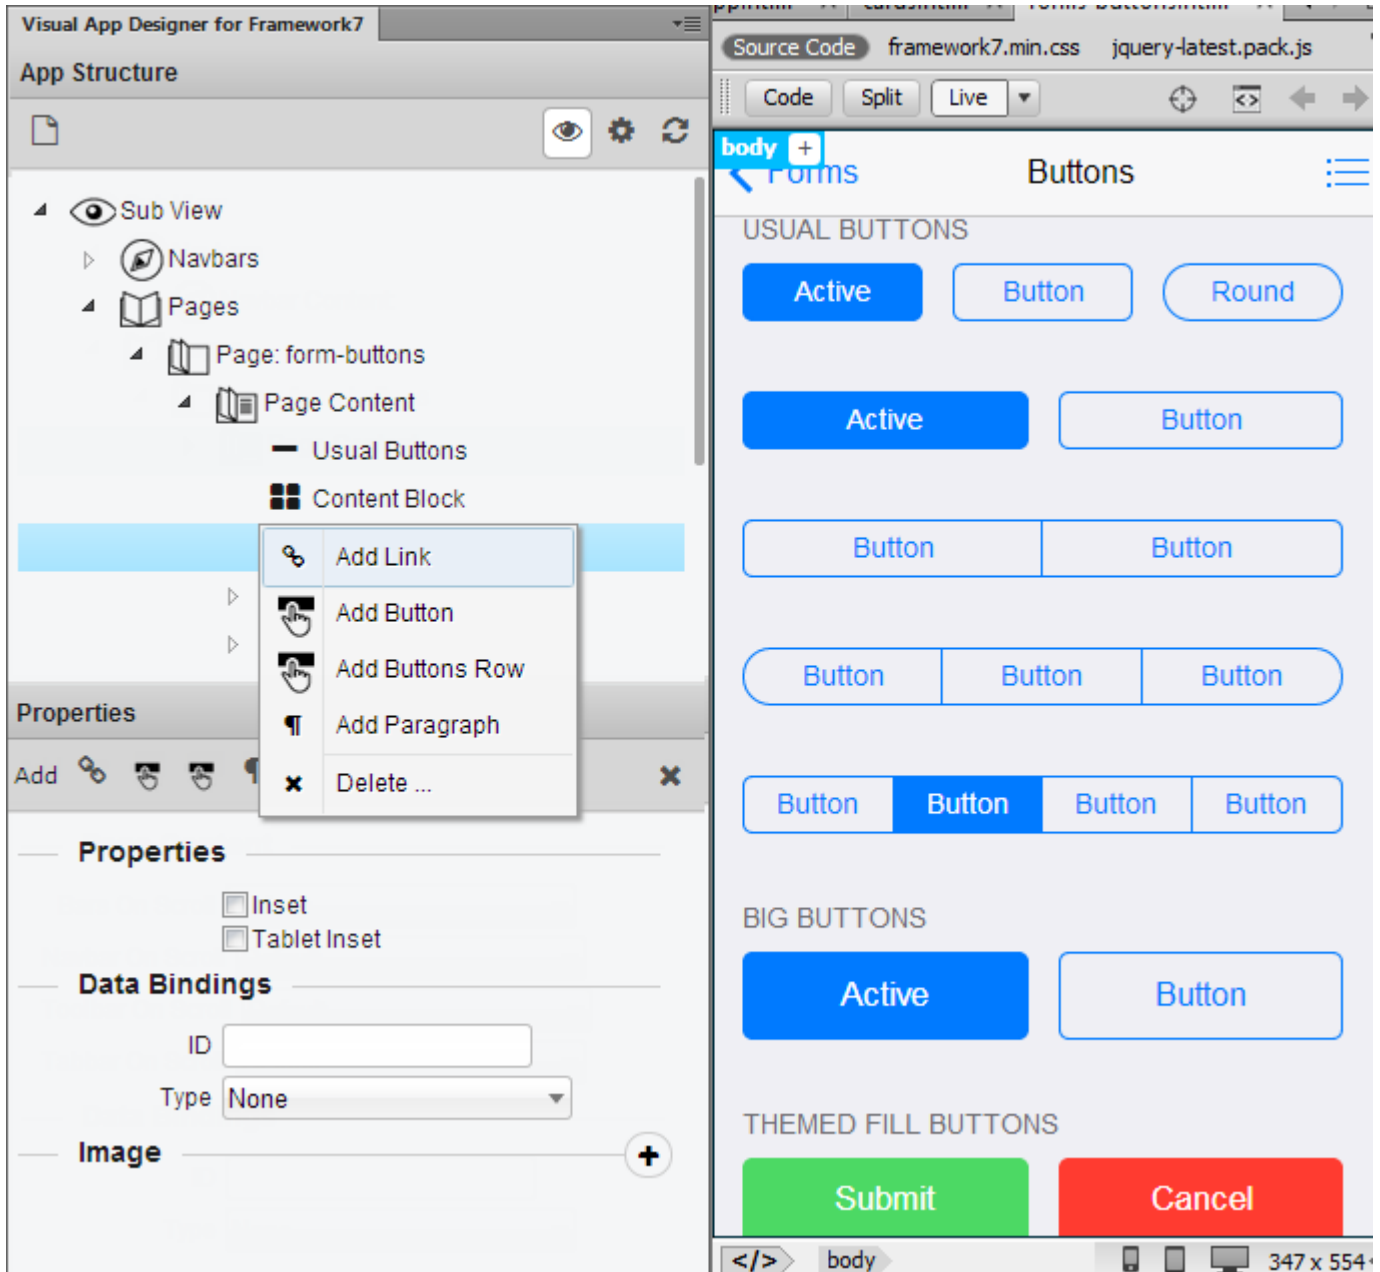 Visual App Designer for Framework7
App Structure
Sub View
Navbars
Pages
Page: form-buttons
Page Content
Usual Buttons
Content Block
Add Link
Add Button
Add Buttons Row
Add Paragraph
Delete ...
Properties
Add
Properties
Inset
Tablet Inset
Data Bindings
ID
Type None
Image
Source Code framework7.min.css jquery-latest.pack.js
Code Split Live
body +
Forms Buttons
USUAL BUTTONS
Active Button Round
Active Button
Button Button
Button Button Button
Button Button Button Button
BIG BUTTONS
Active Button
THEMED FILL BUTTONS
Submit Cancel
</> body 347 x 554